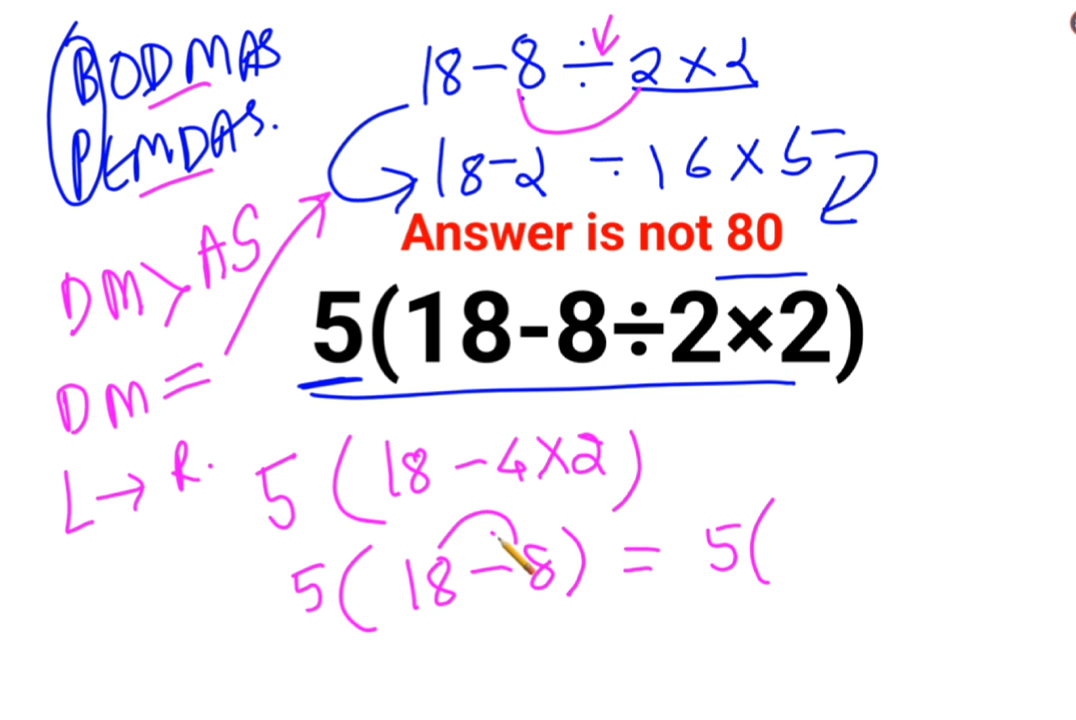 BODMAS
PEMDAS.
18-8÷2×2
18-2 = 16×5
Answer is not 80
DM>AS
5(18-8÷2×2)
DM=
L→R.
5(18-4×2)
5(18-8) = 5(